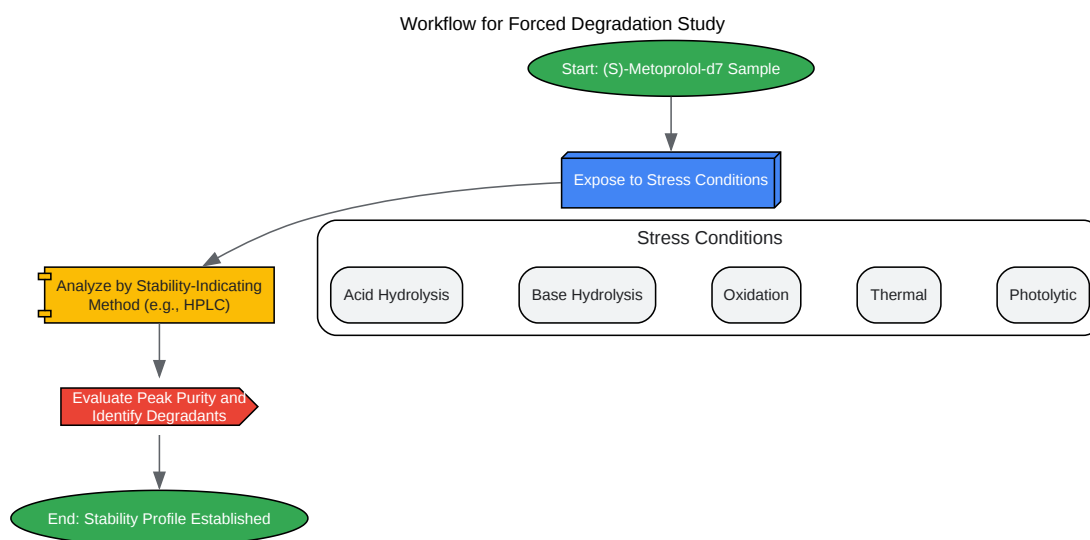 Workflow for Forced Degradation Study
Start: (S)-Metoprolol-d7 Sample
Expose to Stress Conditions
Stress Conditions
Analyze by Stability-Indicating
Method (e.g., HPLC)
Acid Hydrolysis
Base Hydrolysis
Oxidation
Thermal
Photolytic
Evaluate Peak Purity and
Identify Degradants
End: Stability Profile Established